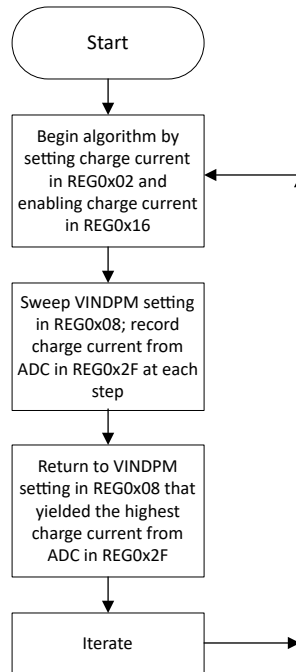 Start
Begin algorithm by
setting charge current
in REG0x02 and
enabling charge current
in REG0x16
Sweep VINDPM setting
in REG0x08; record
charge current from
ADC in REG0x2F at each
step
Return to VINDPM
setting in REG0x08 that
yielded the highest
charge current from
ADC in REG0x2F
Iterate